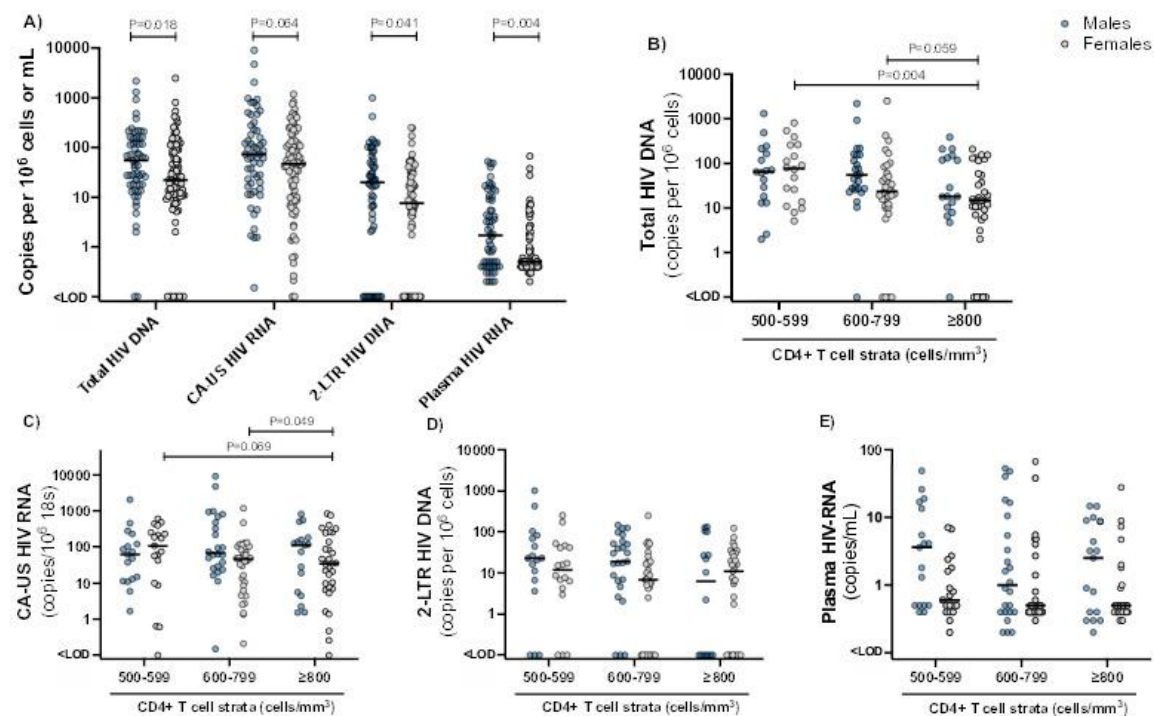 A)
P=0.018 P=0.064 P=0.041 P=0.004
Copies per 10⁶ cells or mL
10000
1000
100
10
1
<LOD
Total HIV DNA
CA-US HIV RNA
2-LTR HIV DNA
Plasma HIV RNA
Males
Females
B)
P=0.059
P=0.004
Total HIV DNA
(copies per 10⁶ cells)
10000
1000
100
10
1
<LOD
500-599 600-799 ≥800
CD4+ T cell strata (cells/mm³)
C)
P=0.049
P=0.069
CA-US HIV RNA
(copies/10⁶ 18s)
10000
1000
100
10
1
<LOD
500-599 600-799 ≥800
CD4+ T cell strata (cells/mm³)
D)
2-LTR HIV DNA
(copies per 10⁶ cells)
10000
1000
100
10
1
<LOD
500-599 600-799 ≥800
CD4+ T cell strata (cells/mm³)
E)
Plasma HIV-RNA
(copies/mL)
100
10
1
<LOD
500-599 600-799 ≥800
CD4+ T cell strata (cells/mm³)